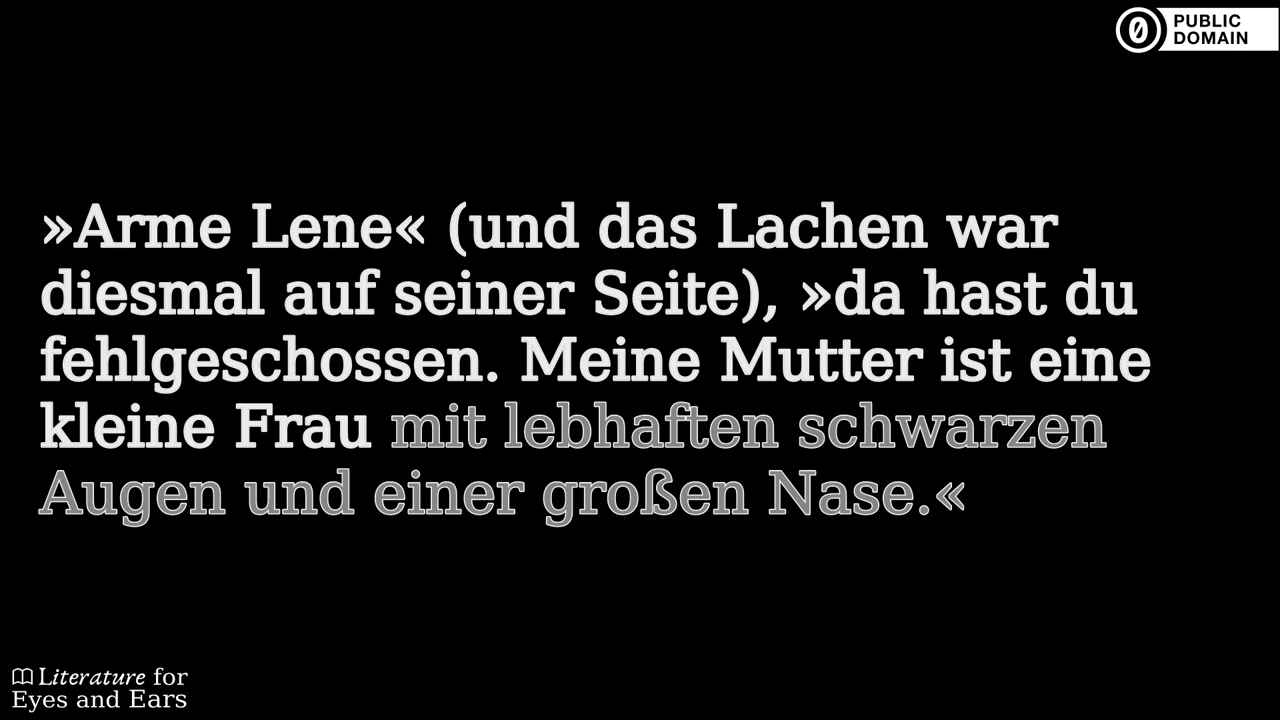 PUBLIC
DOMAIN
»Arme Lene« (und das Lachen war
diesmal auf seiner Seite), »da hast du
fehlgeschossen. Meine Mutter ist eine
kleine Frau mit lebhaften schwarzen
Augen und einer großen Nase.«
Literature for
Eyes and Ears